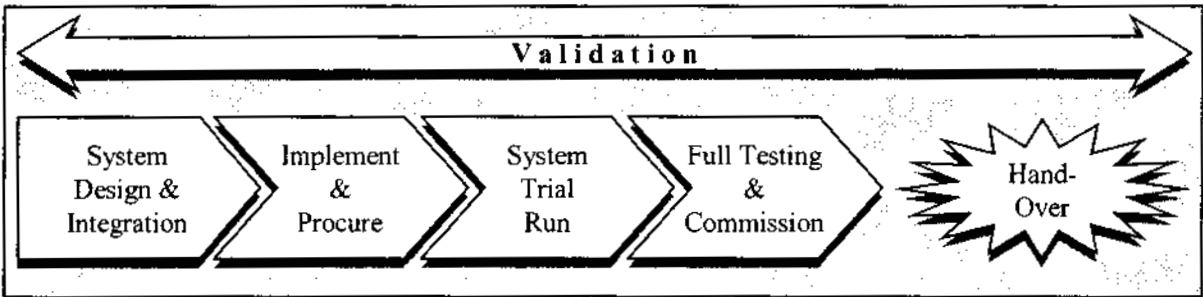 Validation
System
Design &
Integration
Implement
&
Procure
System
Trial
Run
Full Testing
&
Commission
Hand-
Over